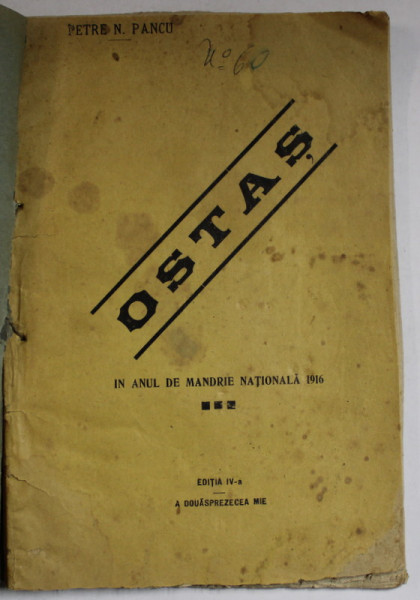 PETRE N. PANCU
No 60
OSTAȘ
IN ANUL DE MANDRIE NAȚIONALĂ 1916
EDIȚIA IV-a
A DOUĂSPREZECEA MIE